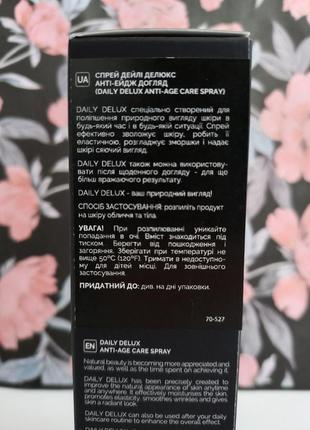 UA
СПРЕЙ ДЕЙЛІ ДЕЛЮКС
АНТІ-ЕЙДЖ ДОГЛЯД
(DAILY DELUX ANTI-AGE CARE SPRAY)
DAILY DELUX спеціально створений для
поліпшення природного вигляду шкіри в
будь-який час і в будь-якій ситуації. Спрей
ефективно зволожує шкіру, робить її
еластичною, розгладжує зморшки і надає
шкірі сяючий вигляд.
DAILY DELUX також можна використову-
вати після щоденного догляду - для ще
більш вражаючого результату.
DAILY DELUX - ваш природний вигляд!
СПОСІБ ЗАСТОСУВАННЯ: розпиліть продукт
на шкіру обличчя та тіла.
УВАГА! При розпилюванні уникайте
попадання в очі. Вміст знаходиться під
тиском. Берегти від пошкодження і
загоряння. Зберігати при температурі не
вище 50°C (120°F). Тримати в недоступно-
му для дітей місці. Для зовнішнього
застосування.
ПРИДАТНИЙ ДО: див. на дні упаковки.
70-527
EN
DAILY DELUX
ANTI-AGE CARE SPRAY
Natural beauty is becoming more appreciated and
valued, as well as the time spent on achieving it.
DAILY DELUX has been precisely created to
improve the natural appearance of skin anytime
and anywhere. It effectively moisturises the skin,
promotes elasticity, smoothes wrinkles and gives
skin a radiant look.
DAILY DELUX can also be used after your daily
skincare routine to enhance the overall effect.